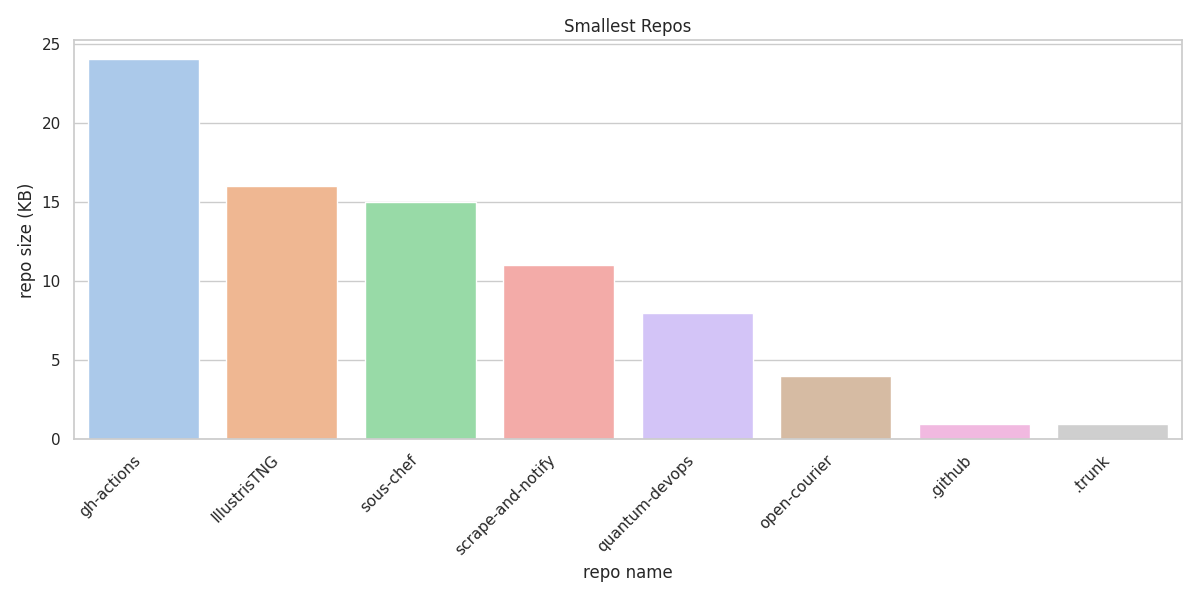 Smallest Repos
25
20
15
10
5
0
repo size (KB)
gh-actions
IllustrisTNG
sous-chef
scrape-and-notify
quantum-devops
open-courier
.github
.trunk
repo name